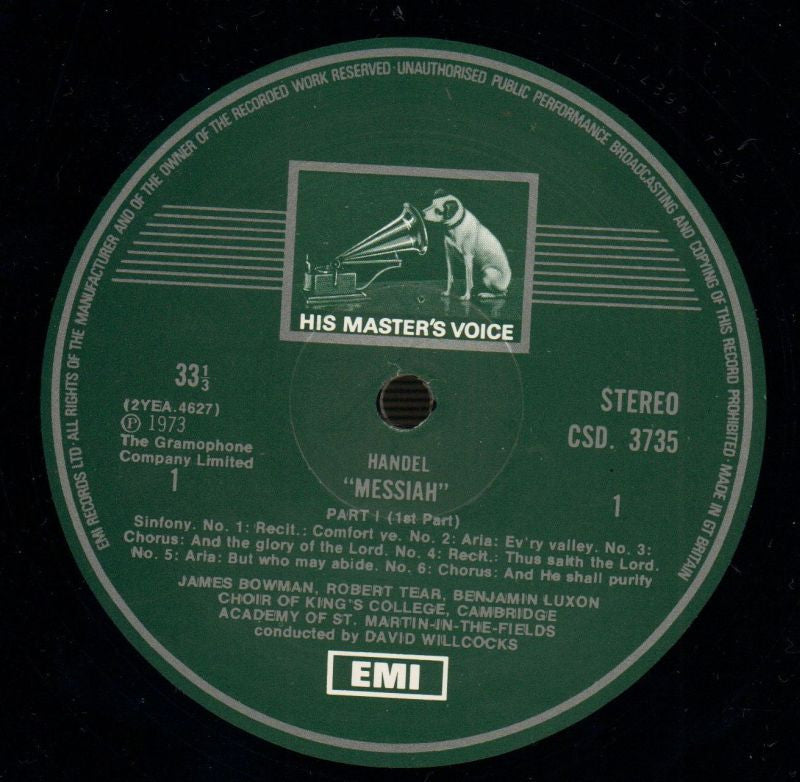 EMI RECORDS LTD · ALL RIGHTS OF THE MANUFACTURER AND OF THE OWNER OF THE RECORDED WORK RESERVED · UNAUTHORISED PUBLIC PERFORMANCE BROADCASTING AND COPYING OF THIS RECORD PROHIBITED · MADE IN GT BRITAIN
HIS MASTER'S VOICE
33⅓
(2YEA.4627)
Ⓟ 1973
The Gramophone
Company Limited
1
STEREO
CSD. 3735
1
HANDEL
"MESSIAH"
PART I (1st Part)
Sinfony. No. 1: Recit.: Comfort ye. No. 2: Aria: Ev'ry valley. No. 3:
Chorus: And the glory of the Lord. No. 4: Recit.: Thus saith the Lord.
No. 5: Aria: But who may abide. No. 6: Chorus: And He shall purify
JAMES BOWMAN, ROBERT TEAR, BENJAMIN LUXON
CHOIR OF KING'S COLLEGE, CAMBRIDGE
ACADEMY OF ST. MARTIN-IN-THE-FIELDS
conducted by DAVID WILLCOCKS
EMI